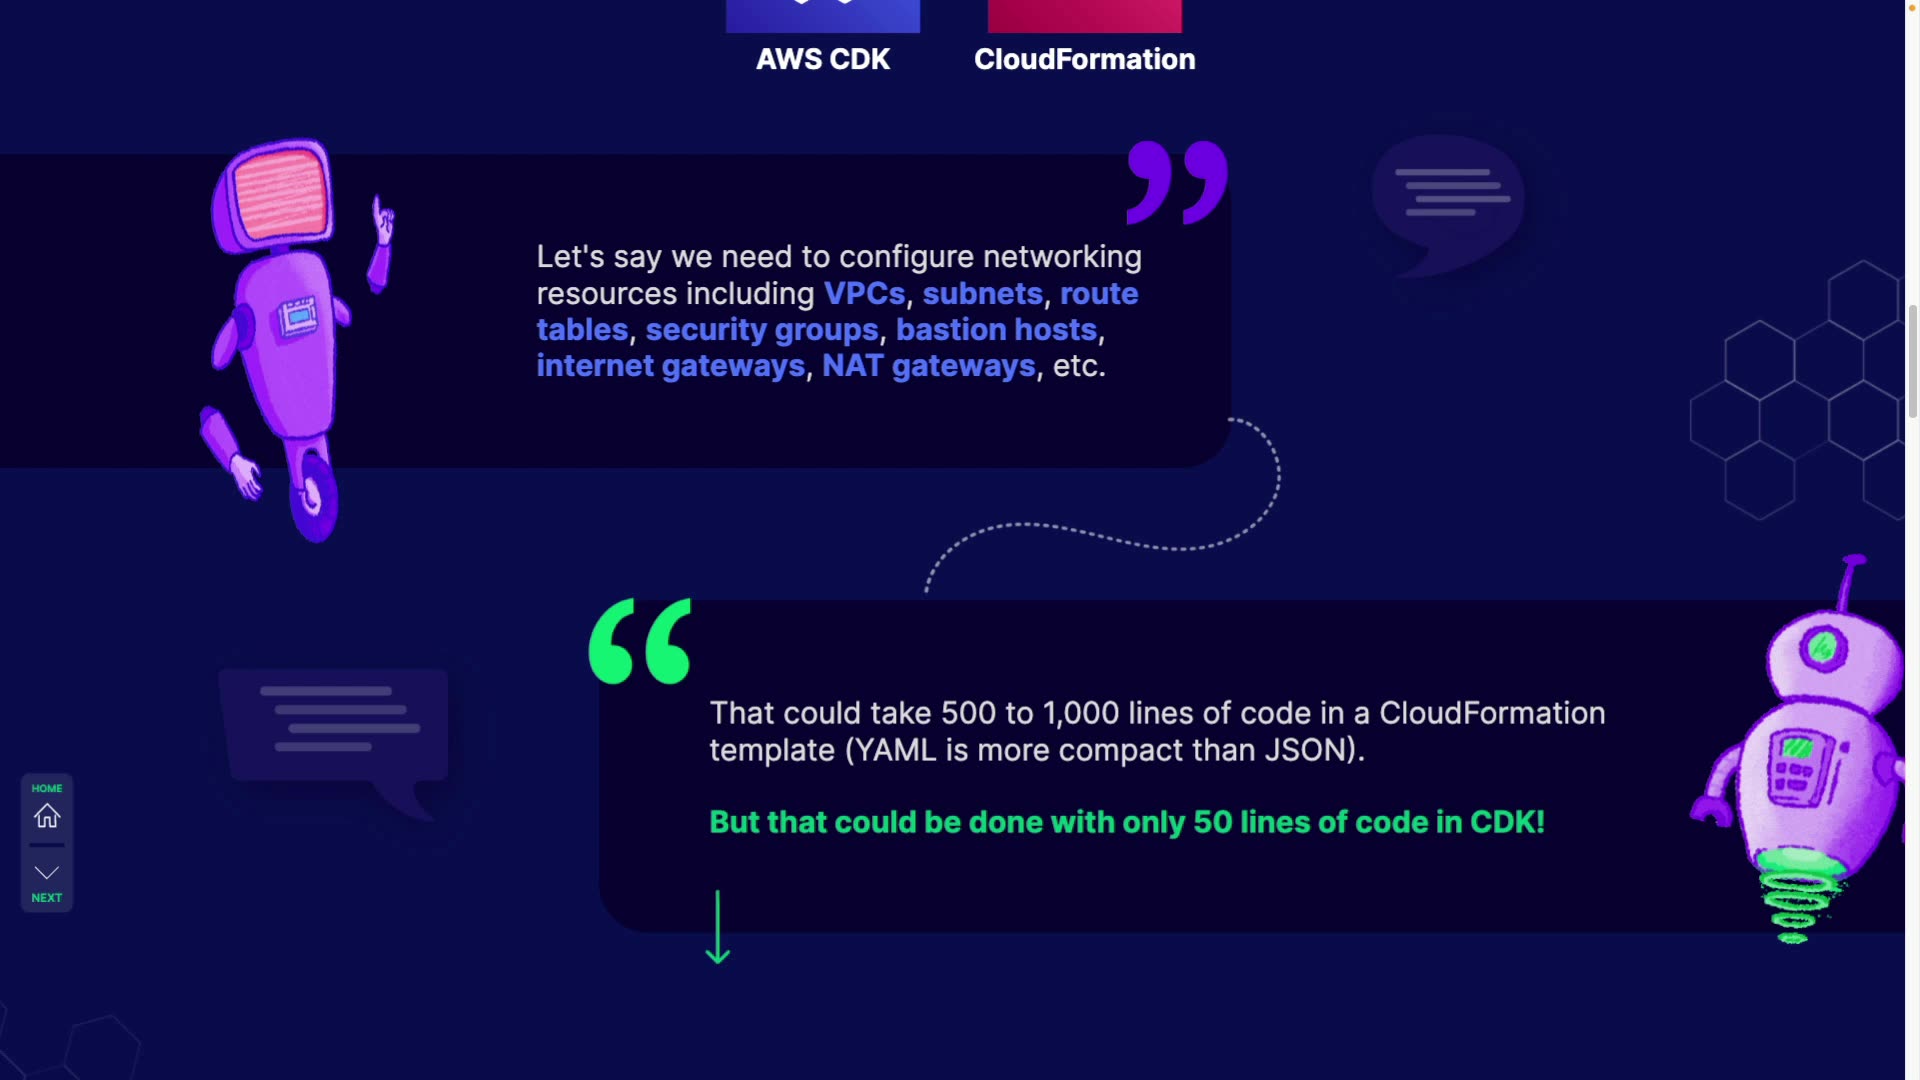 AWS CDK
CloudFormation
Let's say we need to configure networking
resources including VPCs, subnets, route
tables, security groups, bastion hosts,
internet gateways, NAT gateways, etc.
That could take 500 to 1,000 lines of code in a CloudFormation
template (YAML is more compact than JSON).
But that could be done with only 50 lines of code in CDK!
HOME
NEXT